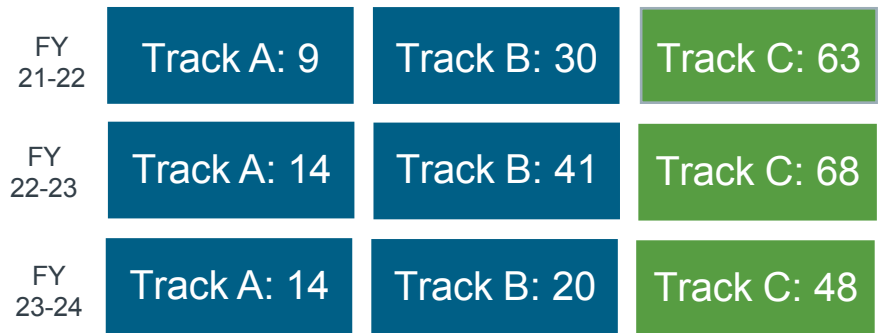 FY
21-22
Track A: 9
Track B: 30
Track C: 63
FY
22-23
Track A: 14
Track B: 41
Track C: 68
FY
23-24
Track A: 14
Track B: 20
Track C: 48